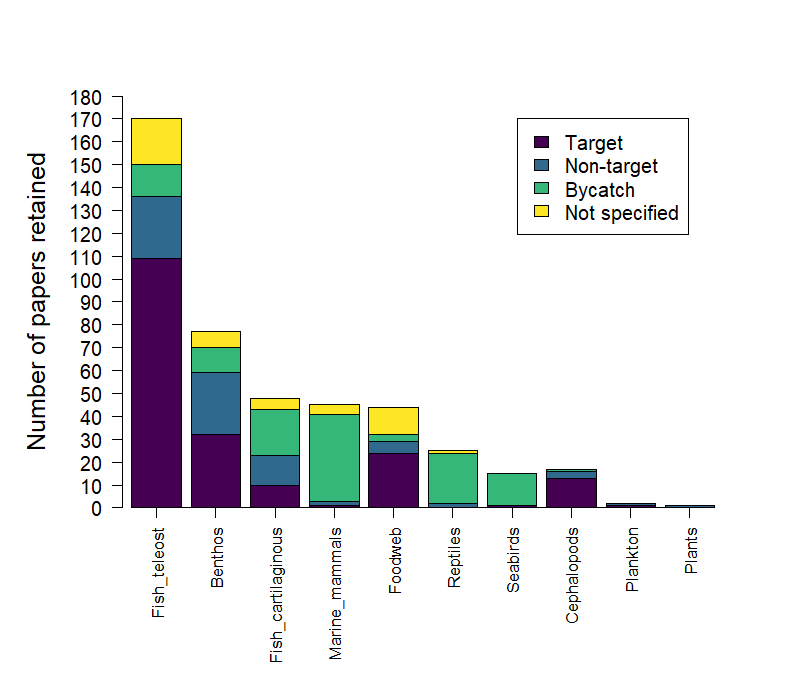 Number of papers retained
180
170
160
150
140
130
120
110
100
90
80
70
60
50
40
30
20
10
0
Target
Non-target
Bycatch
Not specified
Fish_teleost
Benthos
Fish_cartilaginous
Marine_mammals
Foodweb
Reptiles
Seabirds
Cephalopods
Plankton
Plants